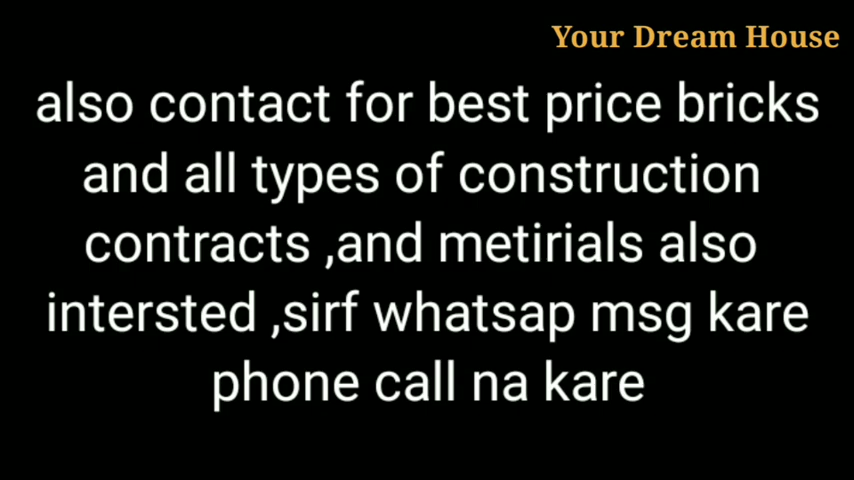 Your Dream House
also contact for best price bricks
and all types of construction
contracts ,and metirials also
intersted ,sirf whatsap msg kare
phone call na kare